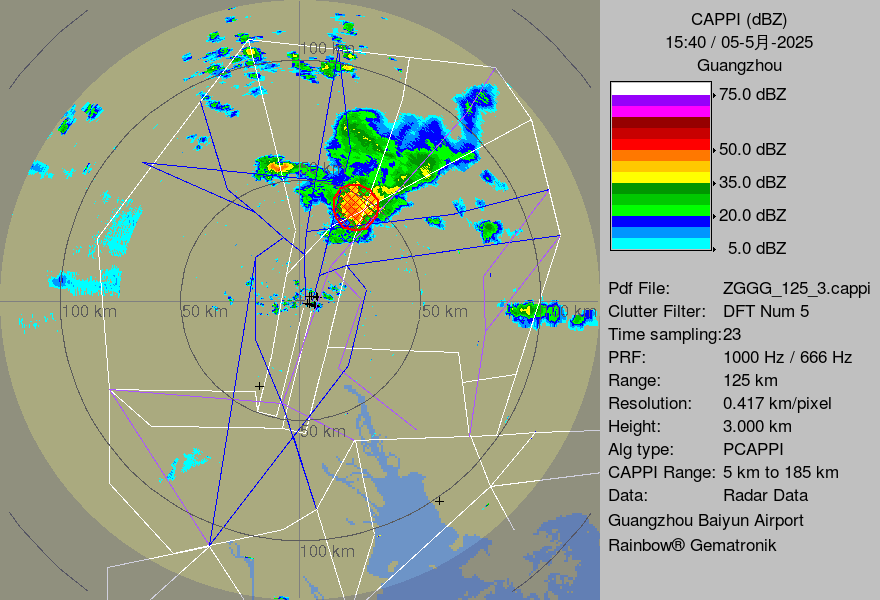 CAPPI (dBZ)
15:40 / 05-5月-2025
Guangzhou
75.0 dBZ
50.0 dBZ
35.0 dBZ
20.0 dBZ
5.0 dBZ
Pdf File: ZGGG_125_3.cappi
Clutter Filter: DFT Num 5
Time sampling:23
PRF: 1000 Hz / 666 Hz
Range: 125 km
Resolution: 0.417 km/pixel
Height: 3.000 km
Alg type: PCAPPI
CAPPI Range: 5 km to 185 km
Data: Radar Data
Guangzhou Baiyun Airport
Rainbow® Gematronik
100 km
100 km
50 km
50 km
km
50 km
100 km